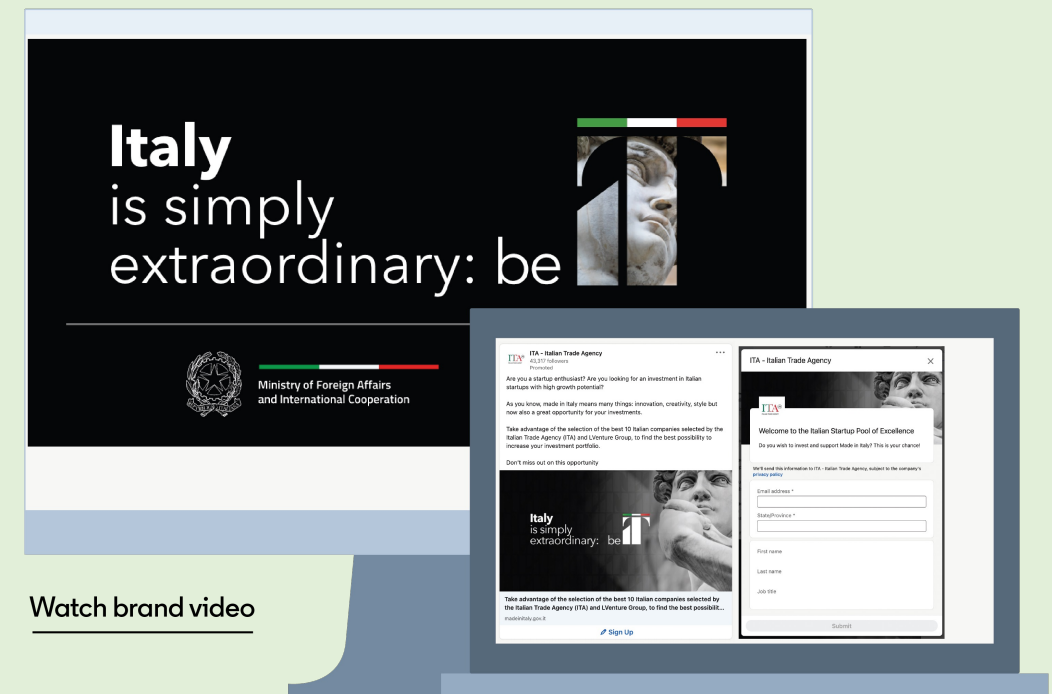 Italy
is simply
extraordinary: be IT
Ministry of Foreign Affairs
and International Cooperation
ITA - Italian Trade Agency
43,317 followers
Promoted
Are you a startup enthusiast? Are you looking for an investment in Italian
startups with high growth potential?
As you know, made in Italy means many things: innovation, creativity, style but
now also a great opportunity for your investments.
Take advantage of the selection of the best 10 Italian companies selected by the
Italian Trade Agency (ITA) and LVenture Group, to find the best possibility to
increase your investment portfolio.
Don't miss out on this opportunity
Italy
is simply
extraordinary: be IT
Take advantage of the selection of the best 10 Italian companies selected by
the Italian Trade Agency (ITA) and LVenture Group, to find the best possibilit...
madeinitaly.gov.it
Sign Up
ITA - Italian Trade Agency
ITA
Welcome to the Italian Startup Pool of Excellence
Do you wish to invest and support Made in Italy? This is your chance!
We'll send this information to ITA - Italian Trade Agency, subject to the company's
privacy policy
Email address *
State/Province *
First name
Last name
Job title
Submit
Watch brand video